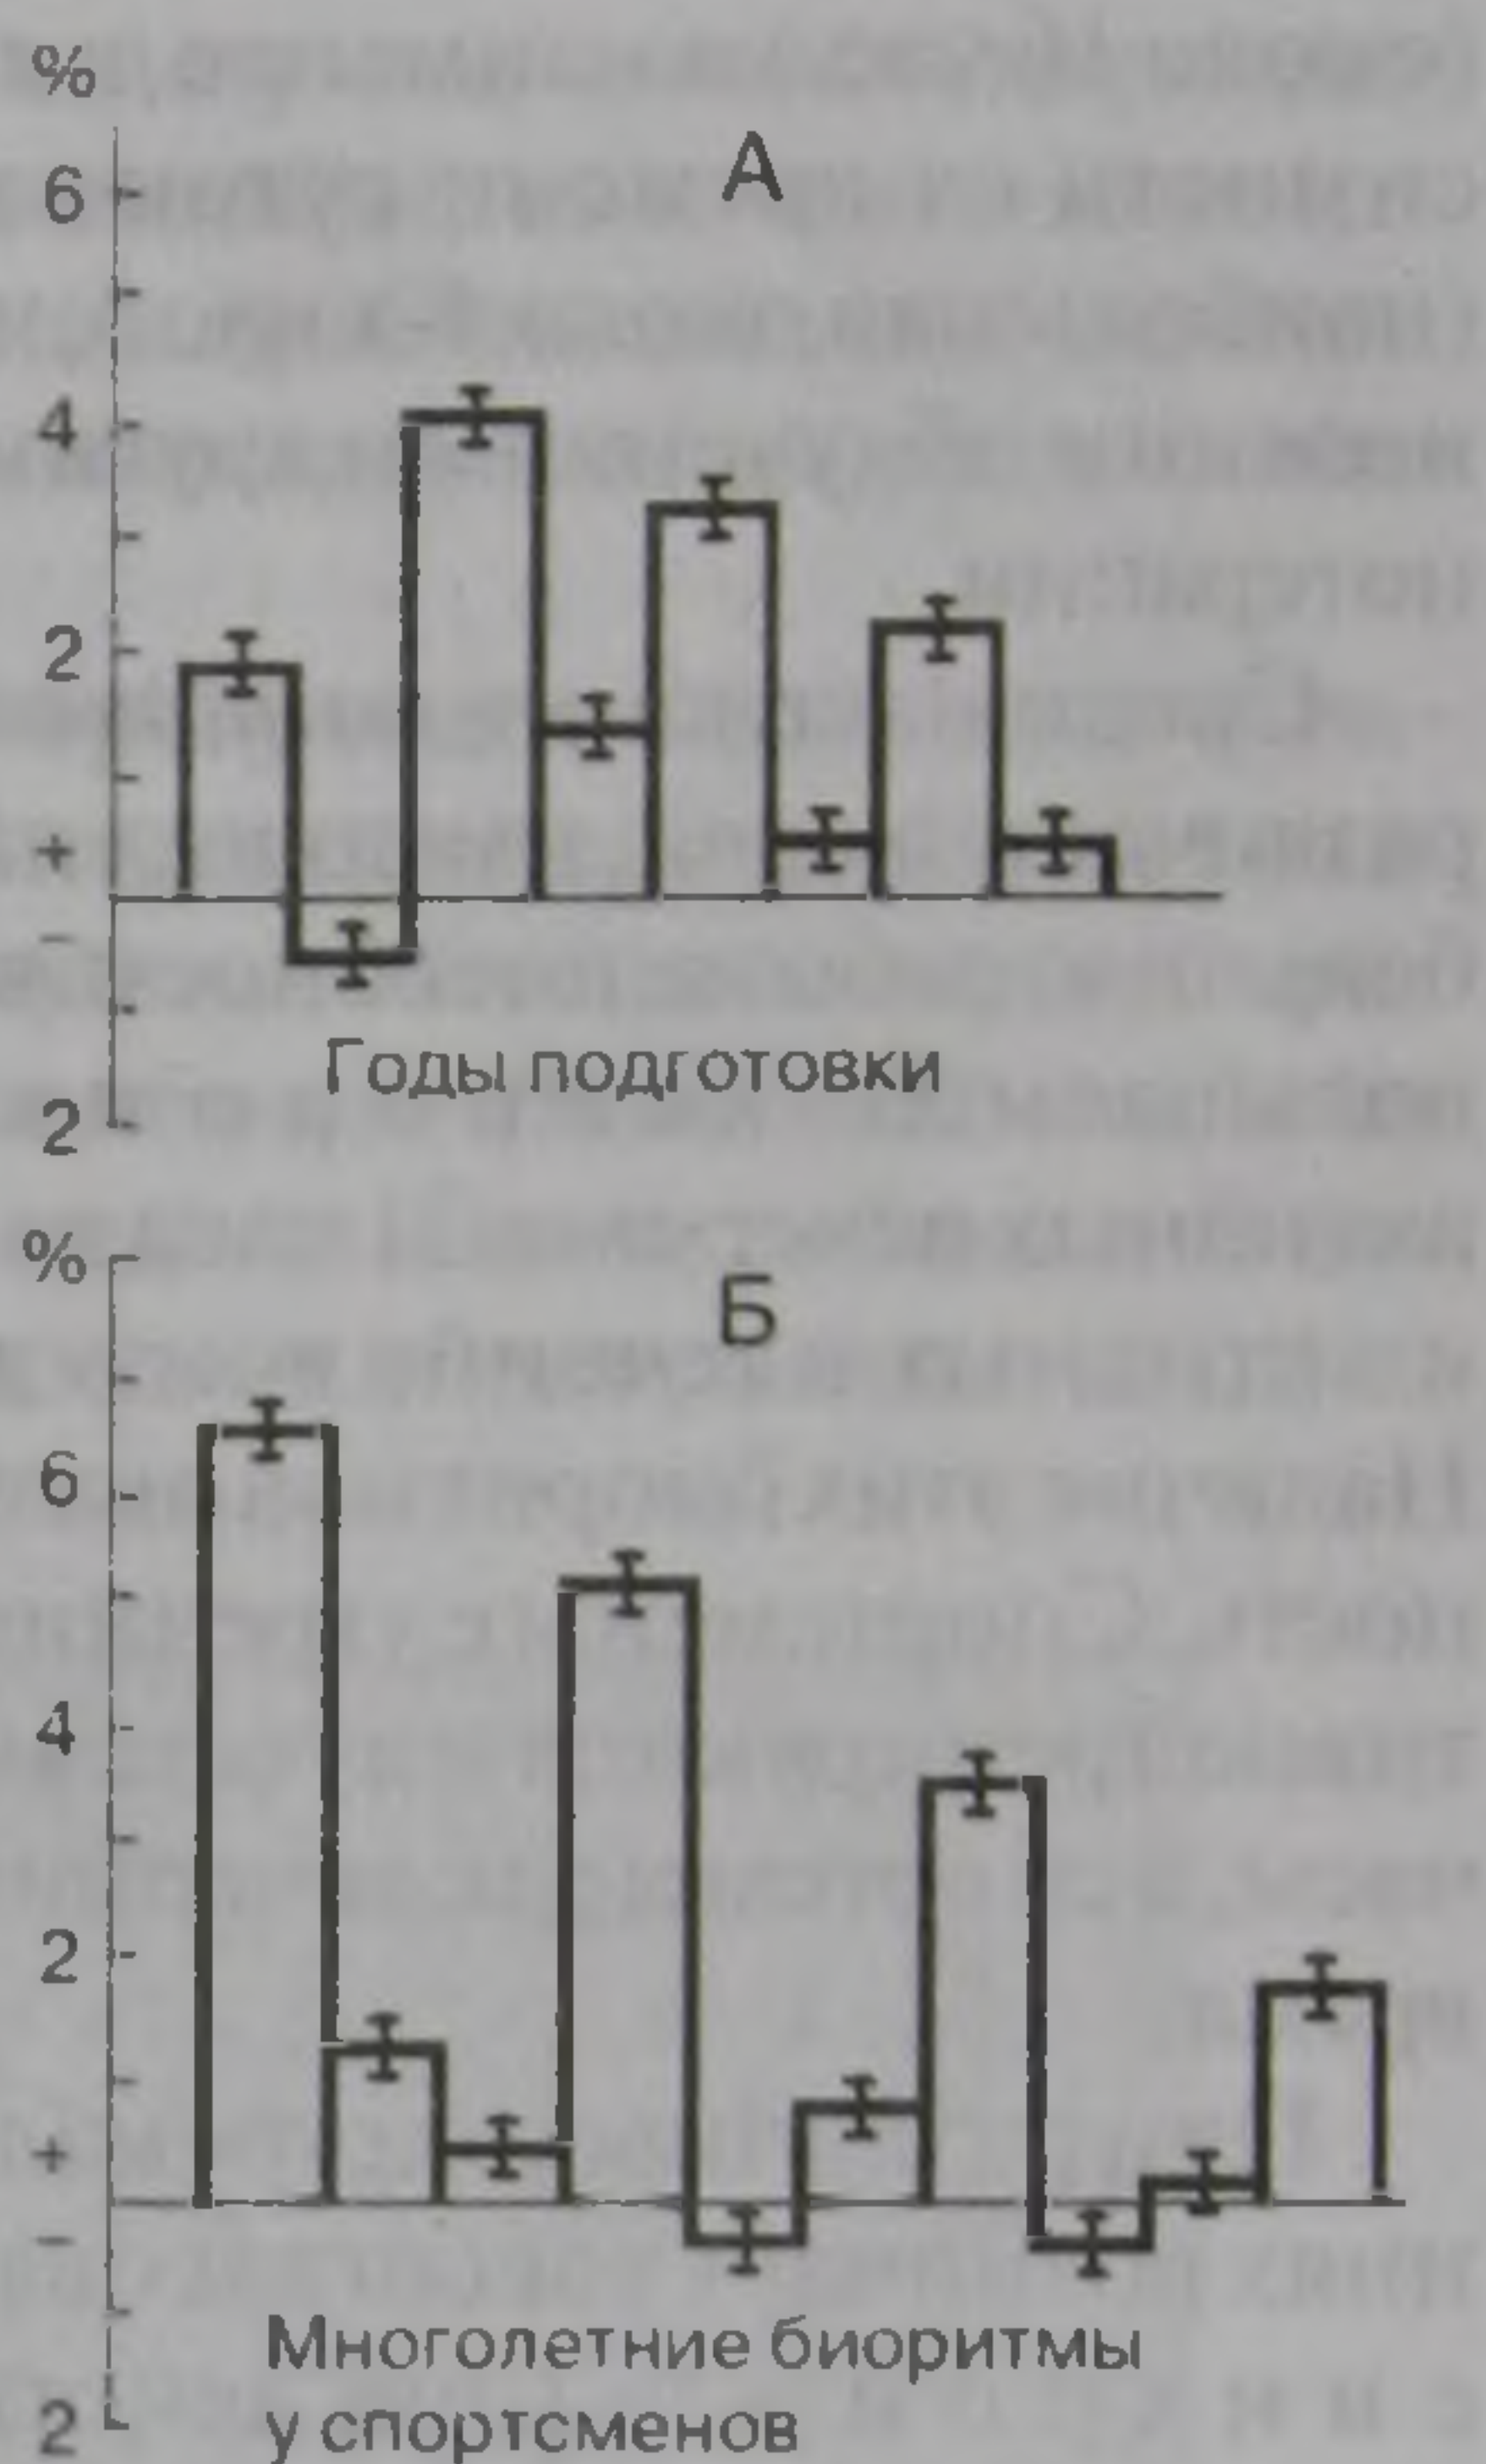 %
А
6
4
2
+
−
Годы подготовки
2
%
Б
6
4
2
+
−
Многолетние биоритмы
у спортсменов
2